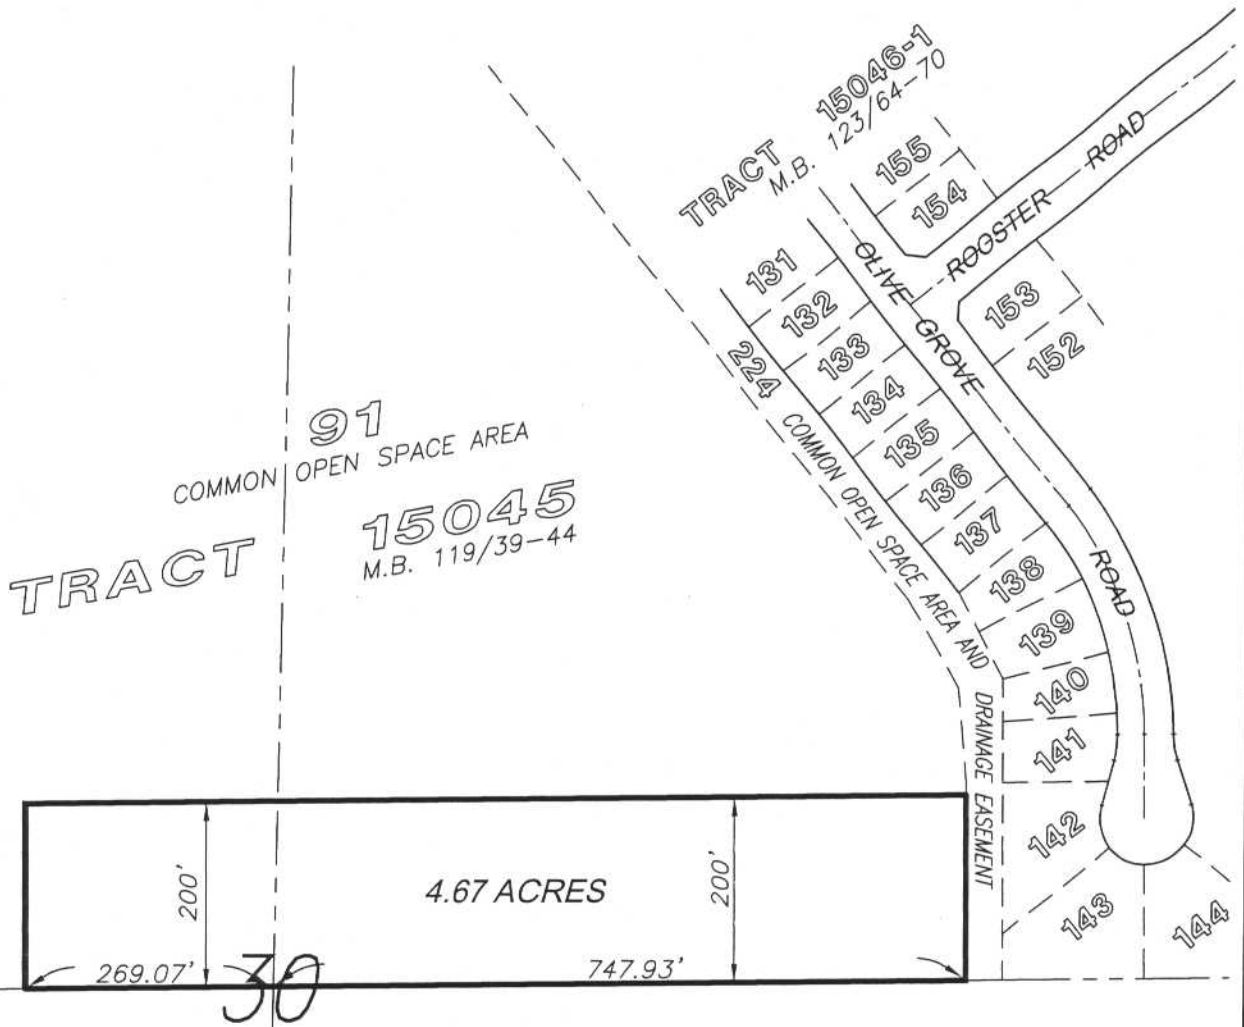 TRACT 15046-1
M.B. 123/64-70
155
154
ROOSTER ROAD
OLIVE GROVE ROAD
153
152
131
132
133
134
135
136
137
138
139
140
141
142
143
144
224 COMMON OPEN SPACE AREA AND DRAINAGE EASEMENT
91
COMMON OPEN SPACE AREA
TRACT 15045
M.B. 119/39-44
200'
4.67 ACRES
200'
269.07'
747.93'
30